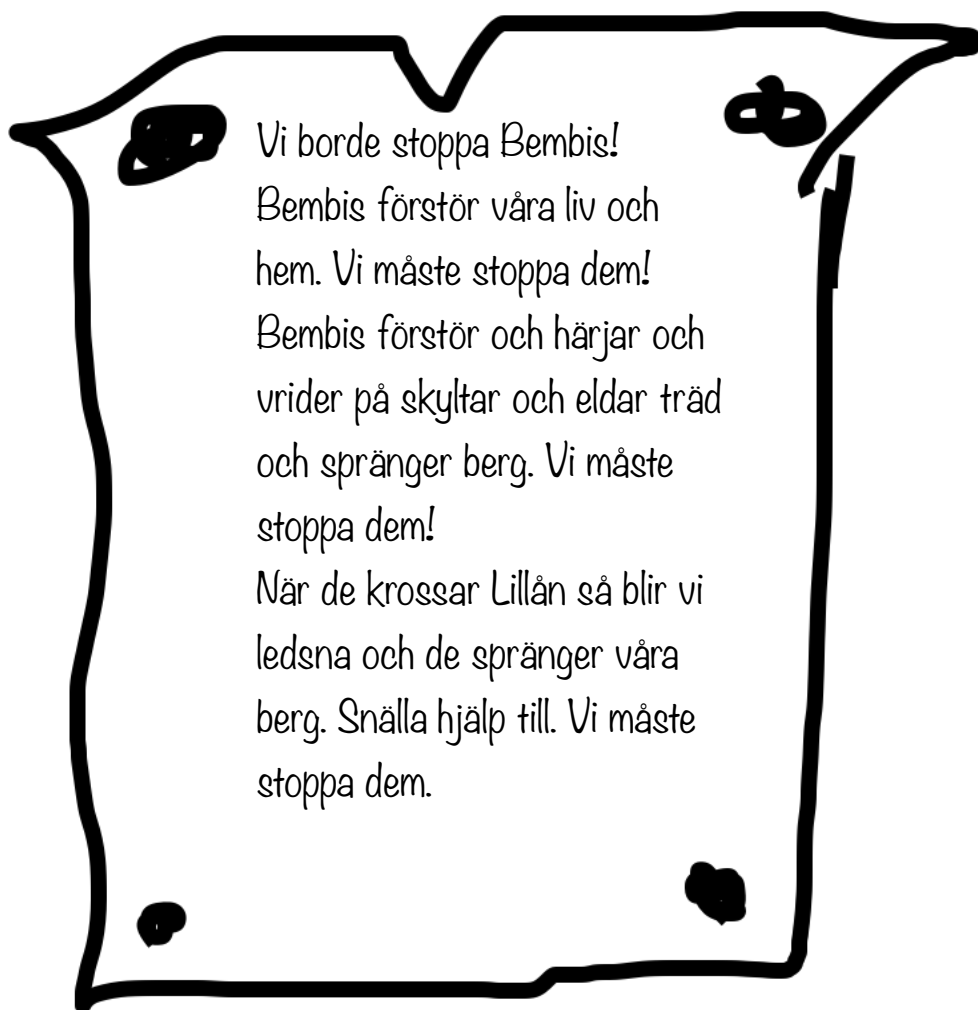 Vi borde stoppa Bembis!
Bembis förstör våra liv och
hem. Vi måste stoppa dem!
Bembis förstör och härjar och
vrider på skyltar och eldar träd
och spränger berg. Vi måste
stoppa dem!
När de krossar Lillån så blir vi
ledsna och de spränger våra
berg. Snälla hjälp till. Vi måste
stoppa dem.